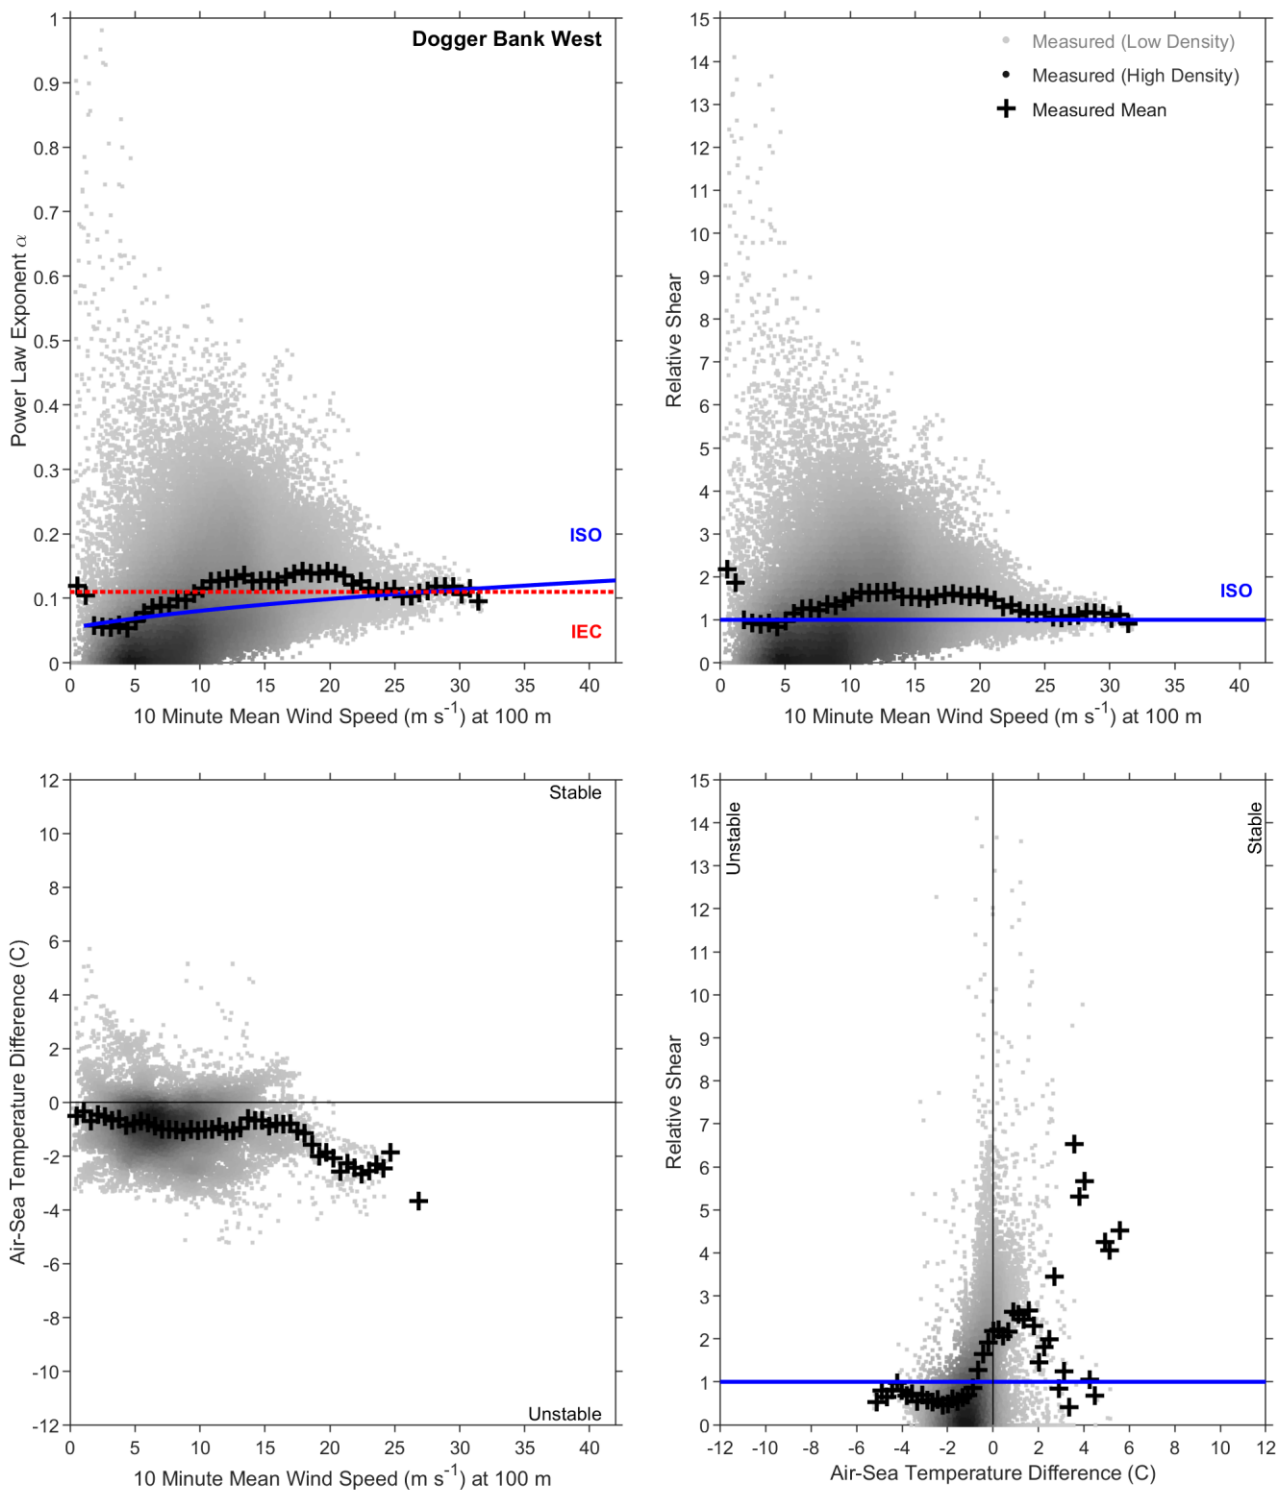 Dogger Bank West
Power Law Exponent α
1
0.9
0.8
0.7
0.6
0.5
0.4
0.3
0.2
0.1
0
ISO
IEC
0 5 10 15 20 25 30 35 40
10 Minute Mean Wind Speed (m s⁻¹) at 100 m
Relative Shear
15
14
13
12
11
10
9
8
7
6
5
4
3
2
1
0
Measured (Low Density)
Measured (High Density)
Measured Mean
ISO
0 5 10 15 20 25 30 35 40
10 Minute Mean Wind Speed (m s⁻¹) at 100 m
Air-Sea Temperature Difference (C)
12
10
8
6
4
2
0
-2
-4
-6
-8
-10
-12
Stable
Unstable
0 5 10 15 20 25 30 35 40
10 Minute Mean Wind Speed (m s⁻¹) at 100 m
Relative Shear
15
14
13
12
11
10
9
8
7
6
5
4
3
2
1
0
Unstable
Stable
-12 -10 -8 -6 -4 -2 0 2 4 6 8 10 12
Air-Sea Temperature Difference (C)